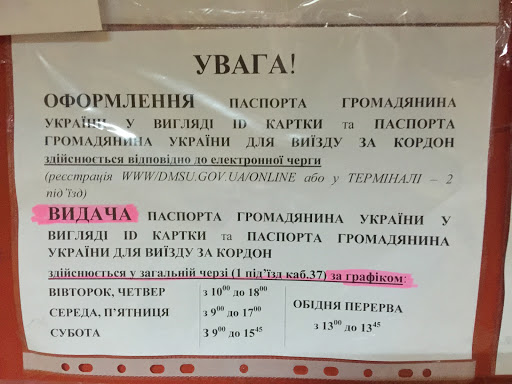 УВАГА!
ОФОРМЛЕННЯ ПАСПОРТА ГРОМАДЯНИНА
УКРАЇНИ У ВИГЛЯДІ ID КАРТКИ та ПАСПОРТА
ГРОМАДЯНИНА УКРАЇНИ ДЛЯ ВИЇЗДУ ЗА КОРДОН
здійснюється відповідно до електронної черги
(реєстрація WWW/DMSU.GOV.UA/ONLINE або у ТЕРМІНАЛІ – 2
під'їзд)
ВИДАЧА ПАСПОРТА ГРОМАДЯНИНА УКРАЇНИ У
ВИГЛЯДІ ID КАРТКИ та ПАСПОРТА ГРОМАДЯНИНА
УКРАЇНИ ДЛЯ ВИЇЗДУ ЗА КОРДОН
здійснюється у загальній черзі (1 під'їзд каб.37) за графіком:
ВІВТОРОК, ЧЕТВЕР з 10⁰⁰ до 18⁰⁰
СЕРЕДА, П'ЯТНИЦЯ з 9⁰⁰ до 17⁰⁰
СУБОТА З 9⁰⁰ до 15⁴⁵
ОБІДНЯ ПЕРЕРВА
з 13⁰⁰ до 13⁴⁵